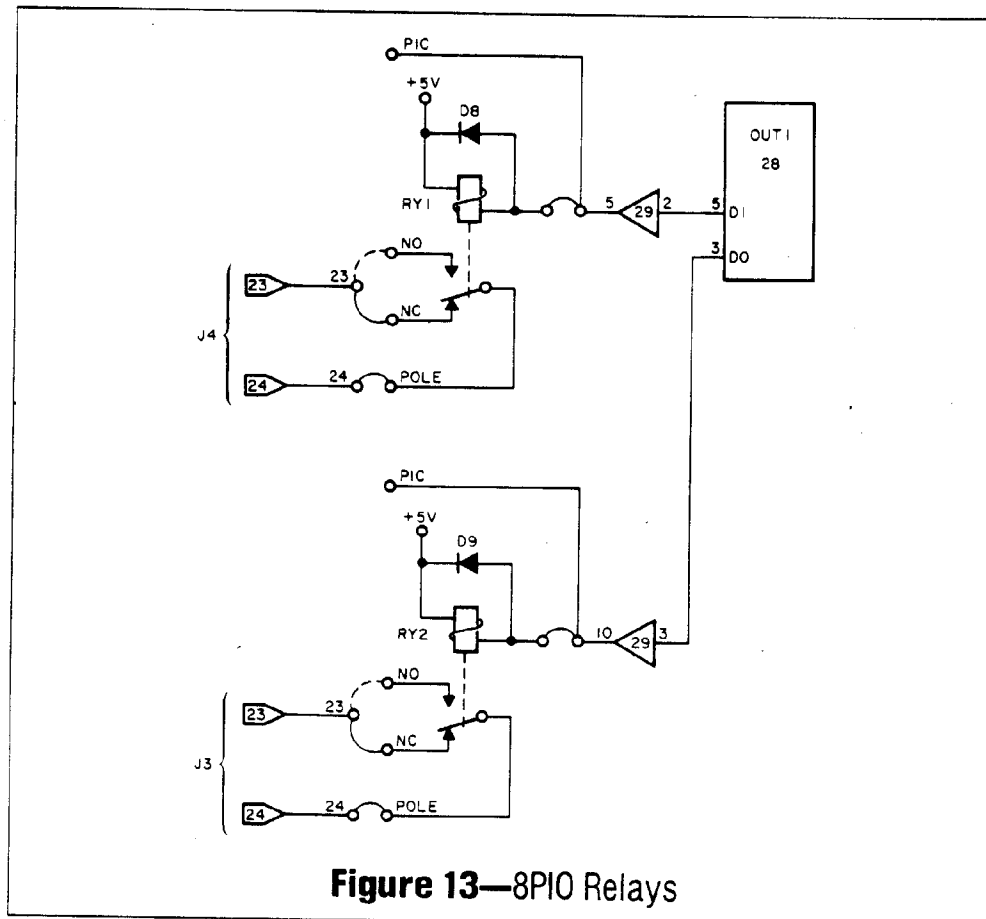 PIC
+5V
D8
OUT1
28
RY1
5
29
2
5
D1
3
D0
NO
23
23
NC
J4
24
24
POLE
PIC
+5V
D9
RY2
10
29
3
NO
23
23
NC
J3
24
24
POLE
Figure 13—8PIO Relays